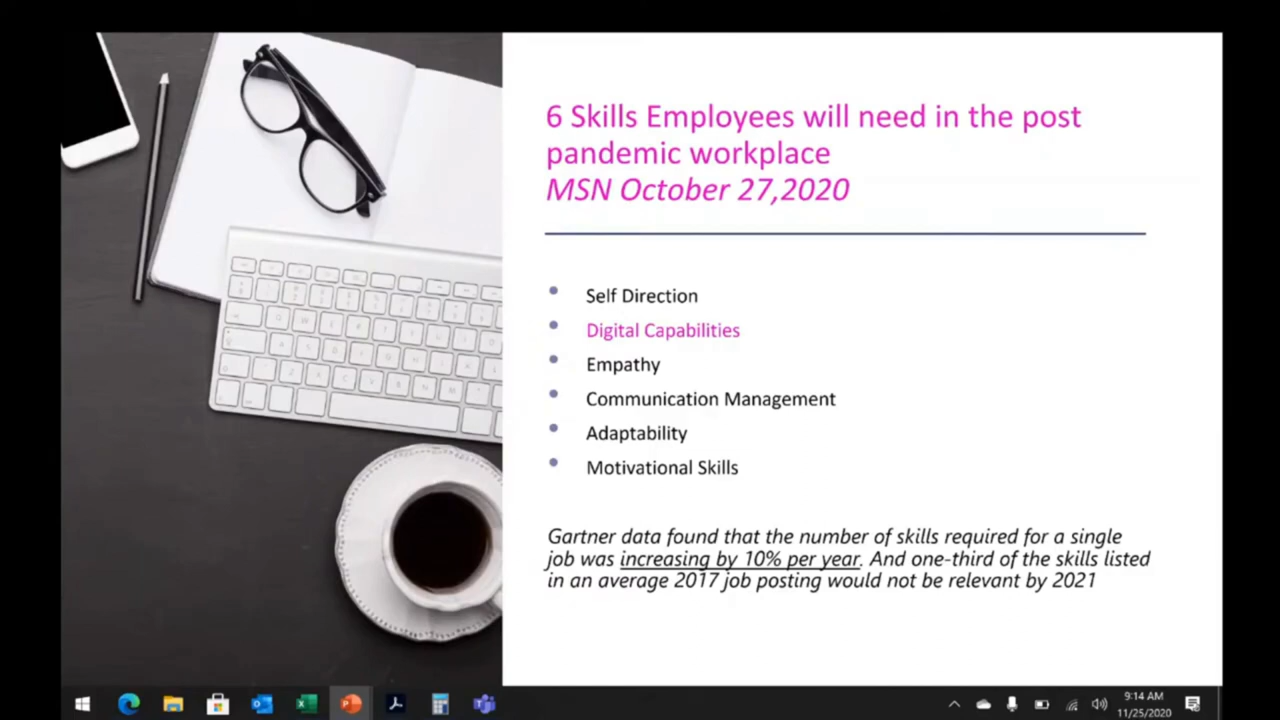 6 Skills Employees will need in the post
pandemic workplace
MSN October 27,2020
Self Direction
Digital Capabilities
Empathy
Communication Management
Adaptability
Motivational Skills
Gartner data found that the number of skills required for a single
job was increasing by 10% per year. And one-third of the skills listed
in an average 2017 job posting would not be relevant by 2021
9:14 AM
11/25/2020